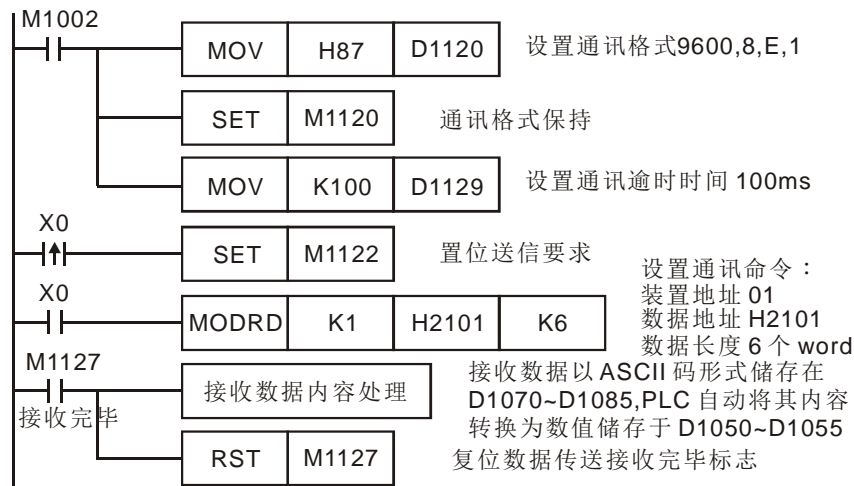 M1002
MOV H87 D1120 设置通讯格式9600,8,E,1
SET M1120 通讯格式保持
MOV K100 D1129 设置通讯逾时时间 100ms
X0
SET M1122 置位送信要求
X0
MODRD K1 H2101 K6
设置通讯命令：
装置地址 01
数据地址 H2101
数据长度 6 个 word
M1127
接收数据内容处理
接收完毕
接收数据以 ASCII 码形式储存在
D1070~D1085,PLC 自动将其内容
转换为数值储存于 D1050~D1055
RST M1127 复位数据传送接收完毕标志